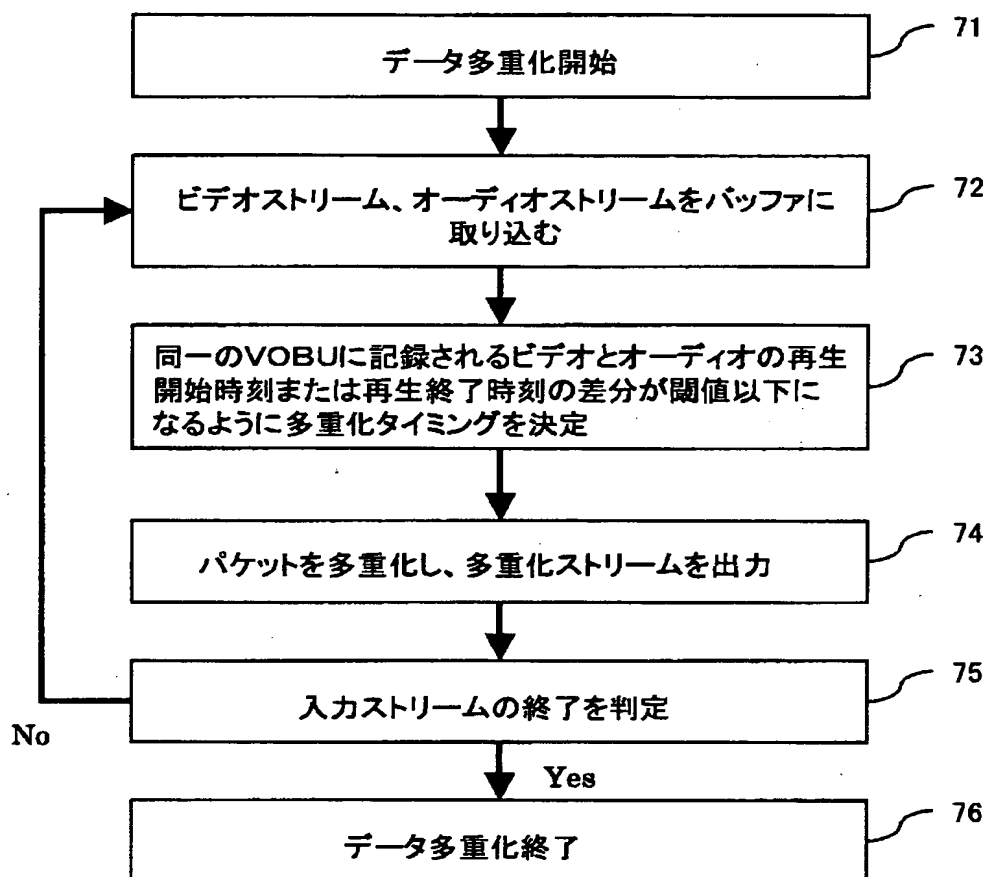 データ多重化開始
71
ビデオストリーム、オーディオストリームをバッファに
取り込む
72
同一のVOBUに記録されるビデオとオーディオの再生
開始時刻または再生終了時刻の差分が閾値以下に
なるように多重化タイミングを決定
73
パケットを多重化し、多重化ストリームを出力
74
入力ストリームの終了を判定
75
No
Yes
データ多重化終了
76